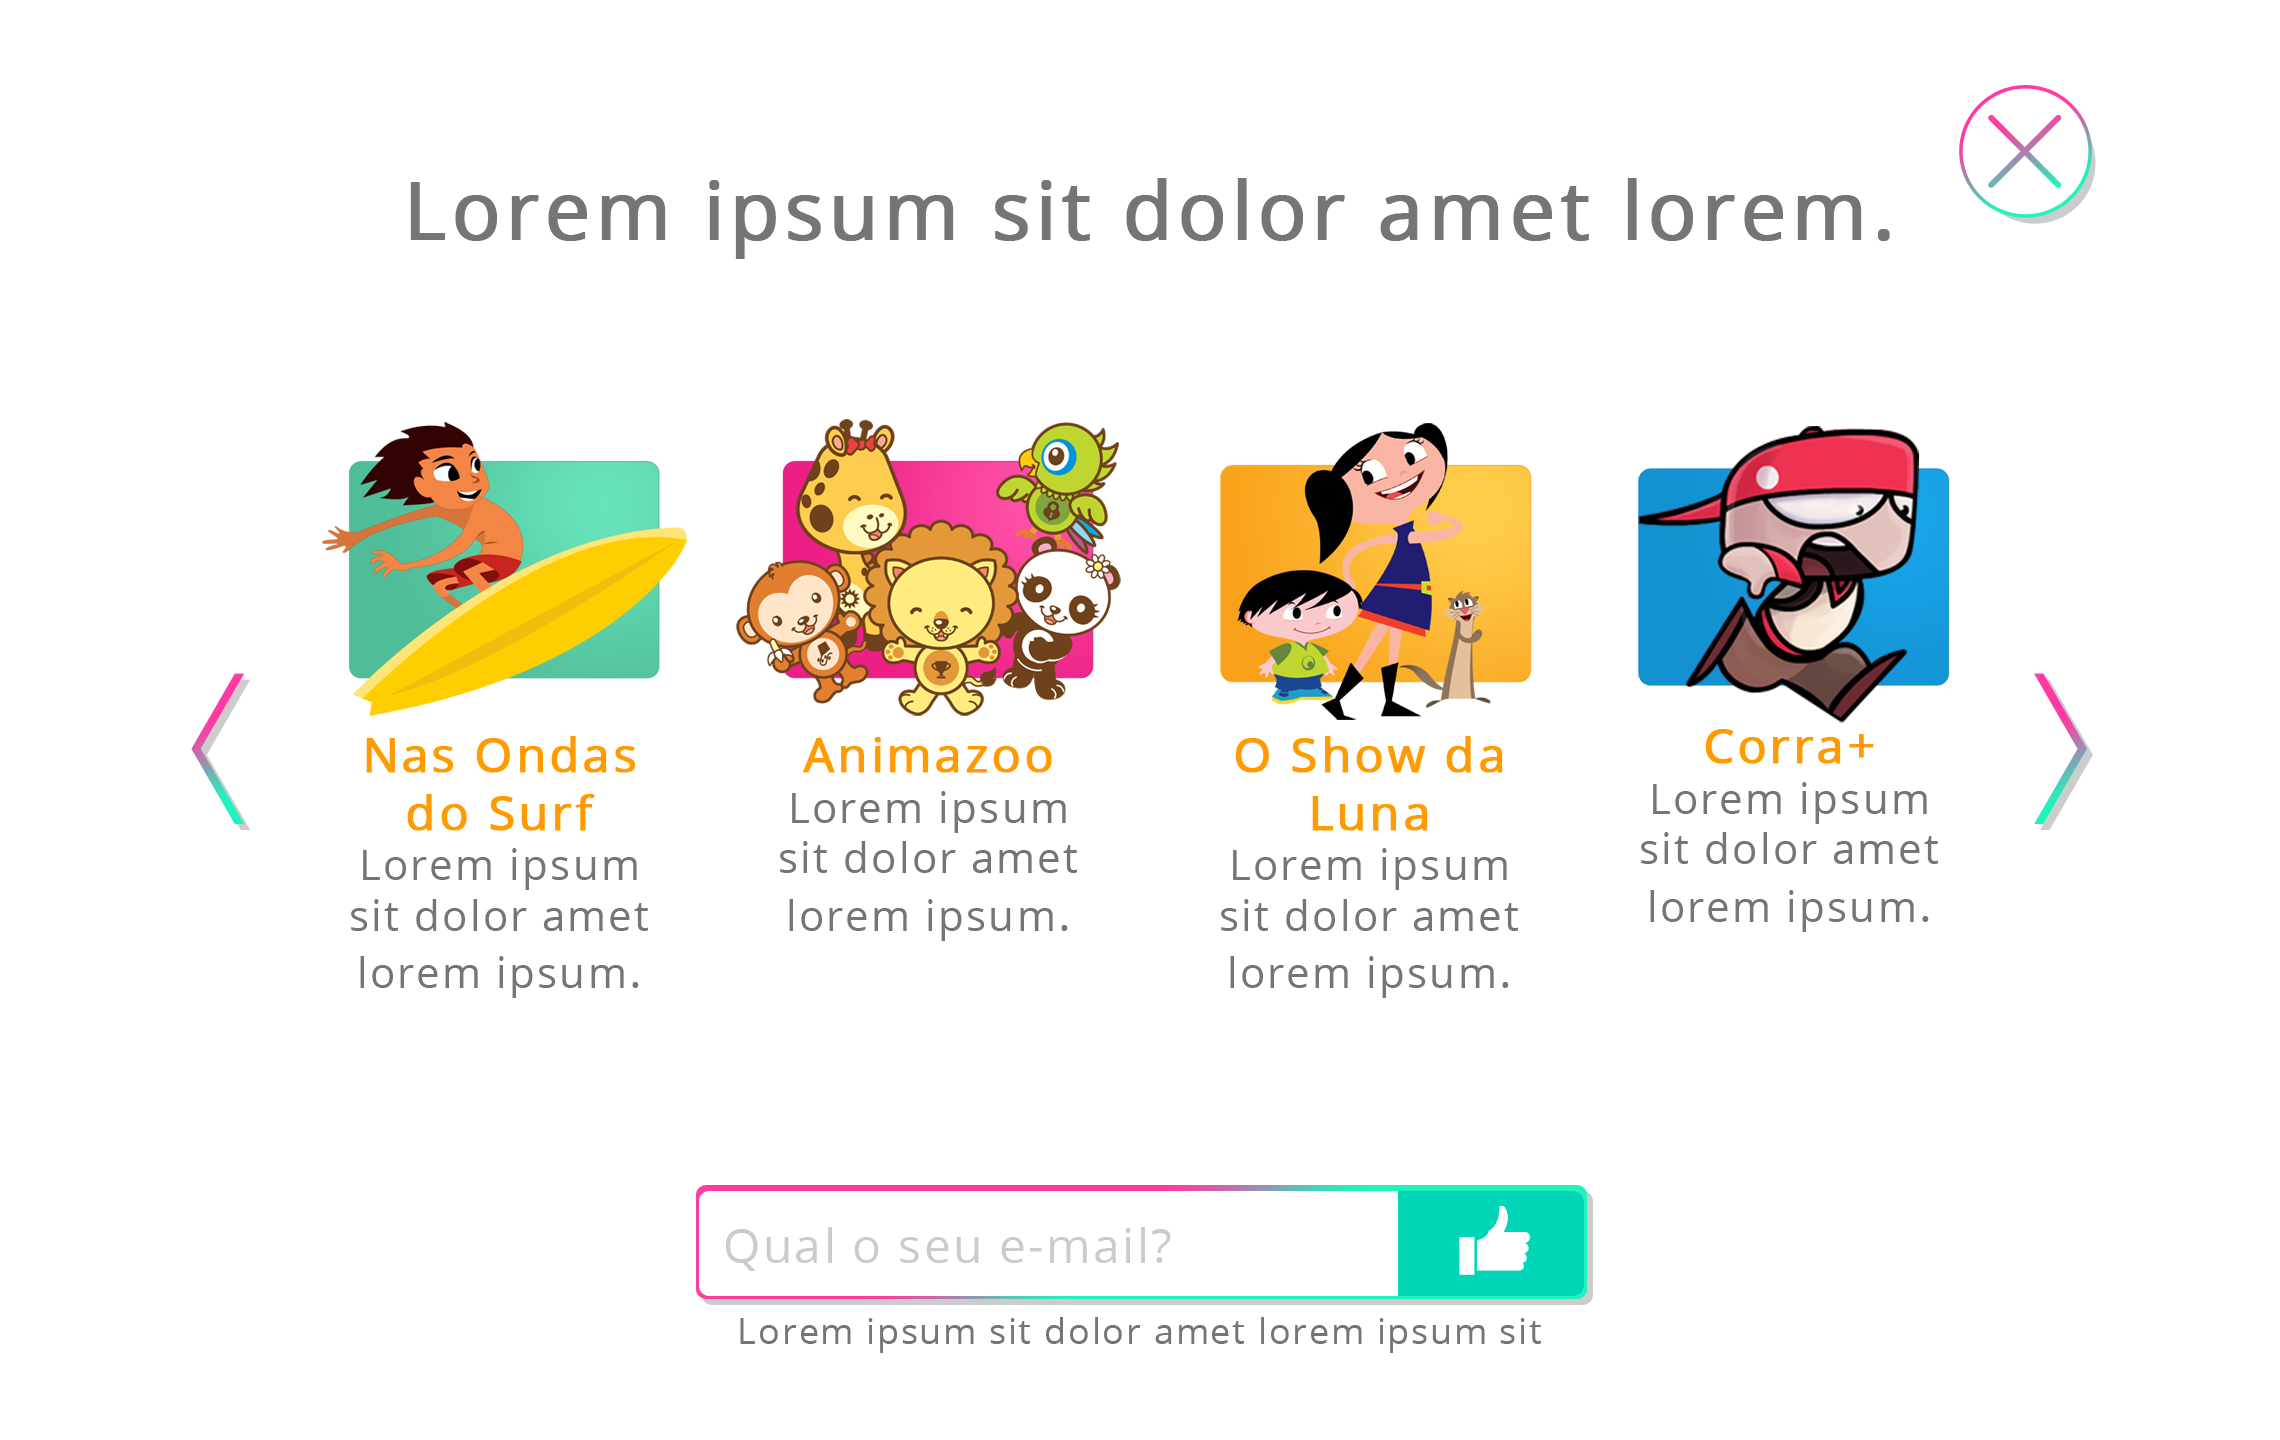 Lorem ipsum sit dolor amet lorem.
Nas Ondas
do Surf
Lorem ipsum
sit dolor amet
lorem ipsum.
Animazoo
Lorem ipsum
sit dolor amet
lorem ipsum.
O Show da
Luna
Lorem ipsum
sit dolor amet
lorem ipsum.
Corra+
Lorem ipsum
sit dolor amet
lorem ipsum.
Qual o seu e-mail?
Lorem ipsum sit dolor amet lorem ipsum sit